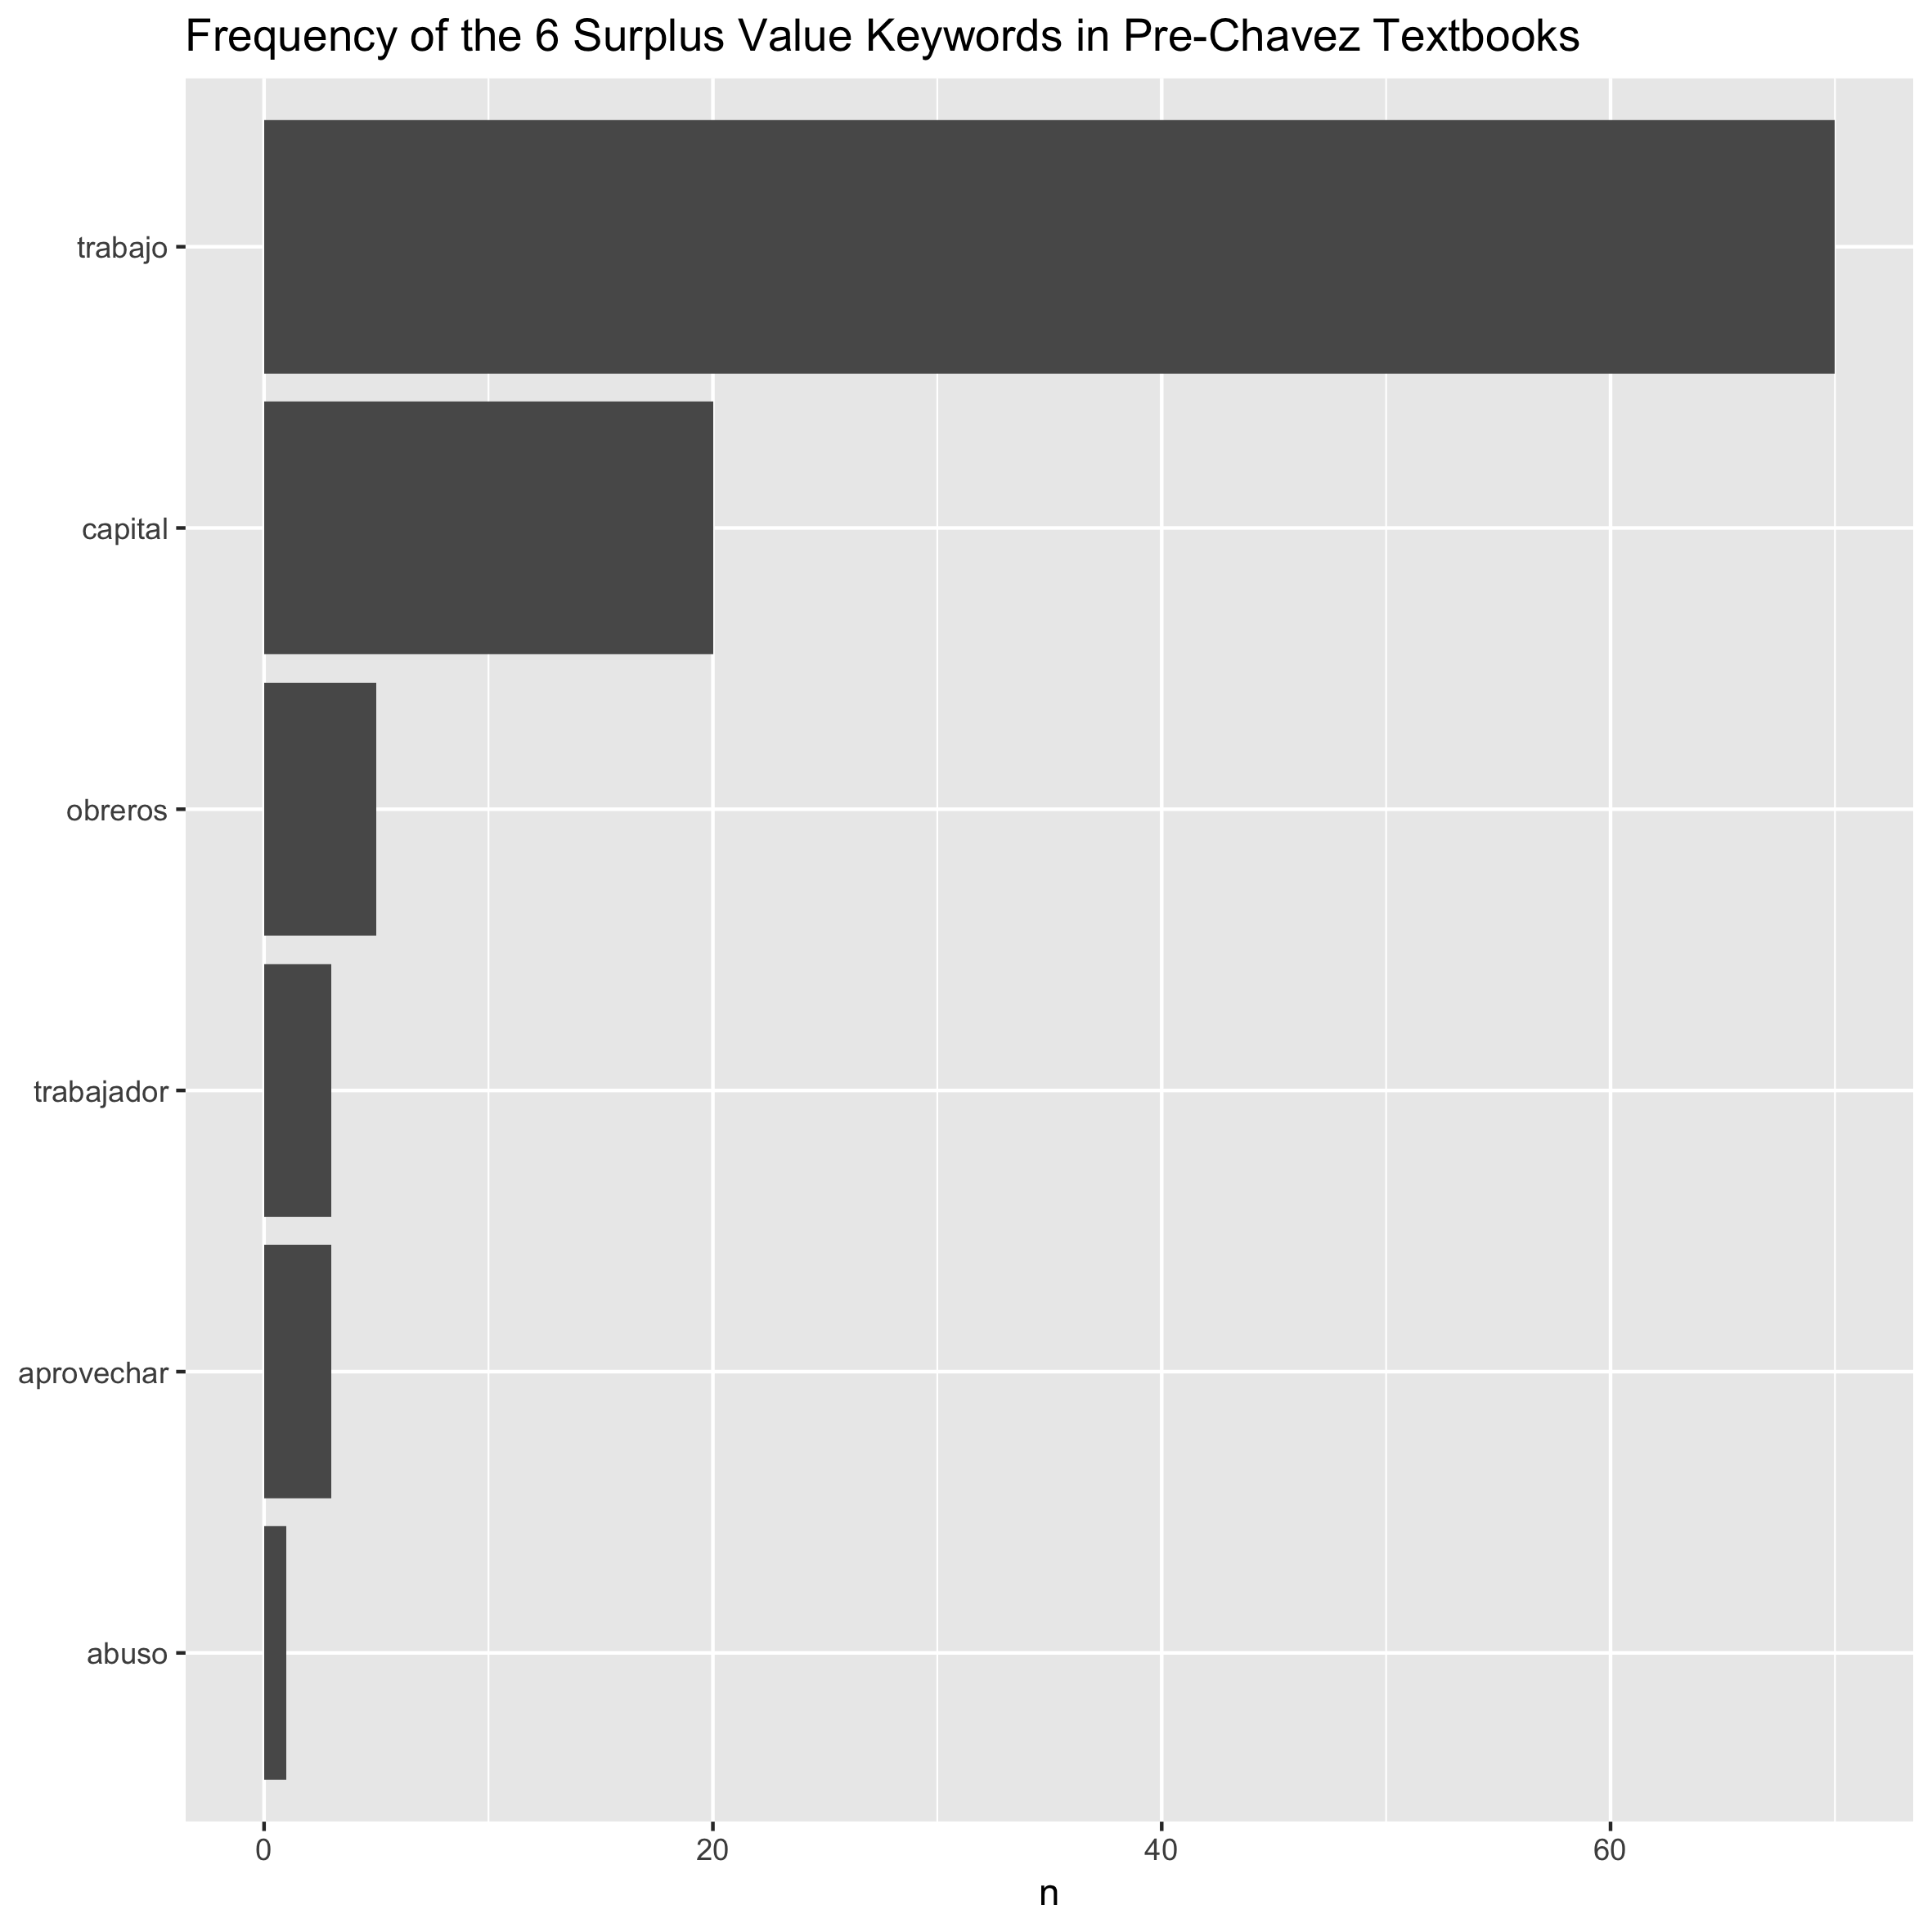 Frequency of the 6 Surplus Value Keywords in Pre-Chavez Textbooks
trabajo
capital
obreros
trabajador
aprovechar
abuso
0 20 40 60
n